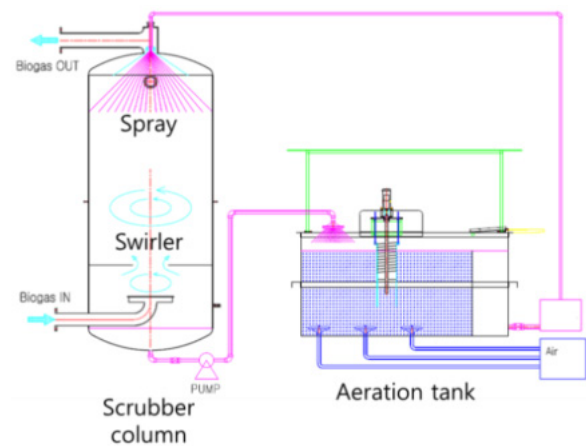 Biogas OUT
Spray
Swirler
Biogas IN
PUMP
Air
Scrubber
column
Aeration tank